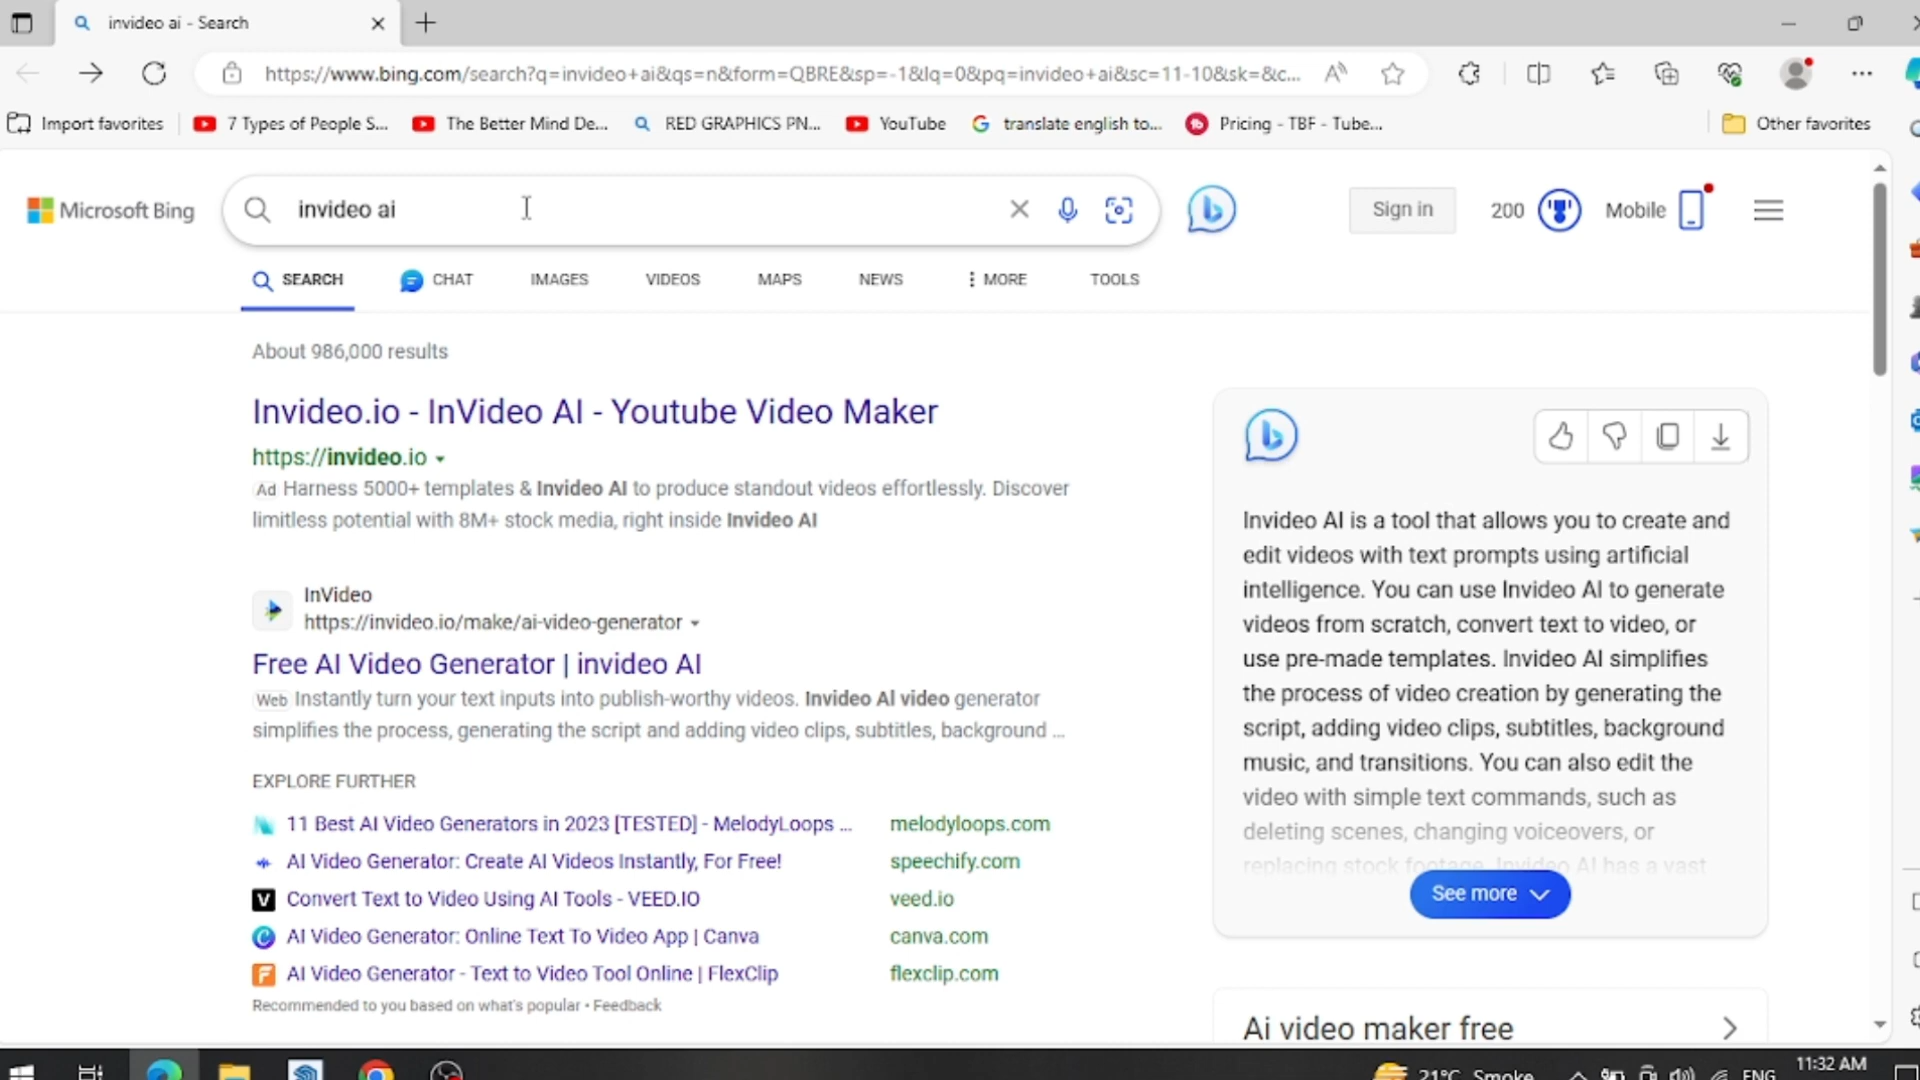 invideo ai - Search
https://www.bing.com/search?q=invideo+ai&qs=n&form=QBRE&sp=-1&lq=0&pq=invideo+ai&sc=11-10&sk=&c...
Import favorites
7 Types of People S...
The Better Mind De...
RED GRAPHICS PN...
YouTube
translate english to...
Pricing - TBF - Tube...
Other favorites
Microsoft Bing
invideo ai
Sign in
200
Mobile
SEARCH
CHAT
IMAGES
VIDEOS
MAPS
NEWS
MORE
TOOLS
About 986,000 results
Invideo.io - InVideo AI - Youtube Video Maker
https://invideo.io
Ad Harness 5000+ templates & Invideo AI to produce standout videos effortlessly. Discover
limitless potential with 8M+ stock media, right inside Invideo AI
InVideo
https://invideo.io/make/ai-video-generator
Free AI Video Generator | invideo AI
Web Instantly turn your text inputs into publish-worthy videos. Invideo AI video generator
simplifies the process, generating the script and adding video clips, subtitles, background ...
EXPLORE FURTHER
11 Best AI Video Generators in 2023 [TESTED] - MelodyLoops ...
melodyloops.com
AI Video Generator: Create AI Videos Instantly, For Free!
speechify.com
Convert Text to Video Using AI Tools - VEED.IO
veed.io
AI Video Generator: Online Text To Video App | Canva
canva.com
AI Video Generator - Text to Video Tool Online | FlexClip
flexclip.com
Recommended to you based on what's popular • Feedback
Invideo AI is a tool that allows you to create and
edit videos with text prompts using artificial
intelligence. You can use Invideo AI to generate
videos from scratch, convert text to video, or
use pre-made templates. Invideo AI simplifies
the process of video creation by generating the
script, adding video clips, subtitles, background
music, and transitions. You can also edit the
video with simple text commands, such as
deleting scenes, changing voiceovers, or
replacing stock footage. Invideo AI has a vast
See more
Ai video maker free
21°C Smoke
ENG
11:32 AM